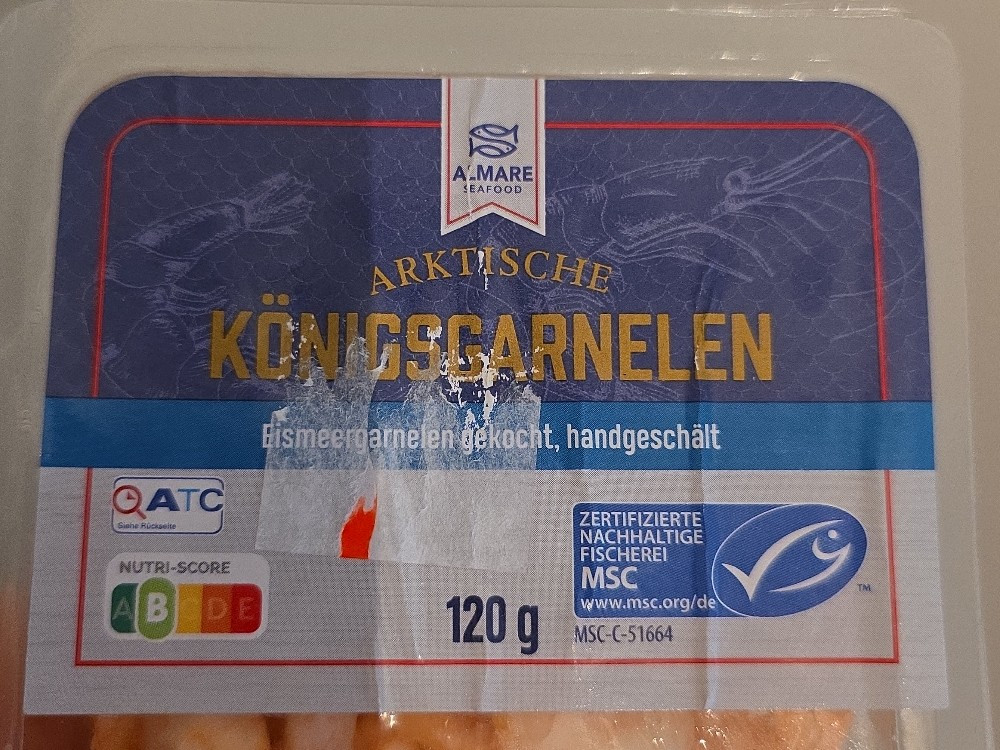 ALMARE
SEAFOOD
ARKTISCHE
KÖNIGSGARNELEN
Eismeergarnelen gekocht, handgeschält
ATC
Siehe Rückseite
NUTRI-SCORE
A B C D E
120 g
ZERTIFIZIERTE
NACHHALTIGE
FISCHEREI
MSC
www.msc.org/de
TM
MSC-C-51664